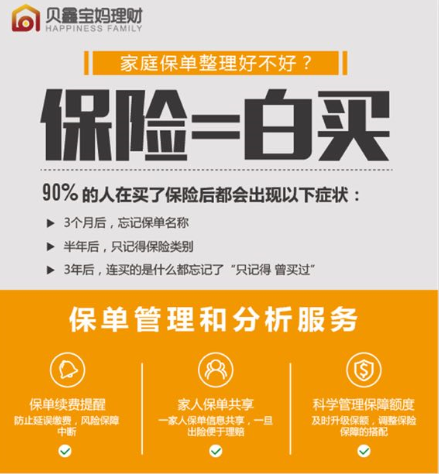 贝鑫宝妈理财
HAPPINESS FAMILY
家庭保单整理好不好？
保险=白买
90% 的人在买了保险后都会出现以下症状：
▶ 3个月后，忘记保单名称
▶ 半年后，只记得保险类别
▶ 3年后，连买的是什么都忘记了“只记得 曾买过”
保单管理和分析服务
保单续费提醒
防止延误缴费，风险保障
中断
家人保单共享
一家人保单信息共享，一旦
出险便于理赔
科学管理保障额度
及时升级保额，调整保险
保障的搭配